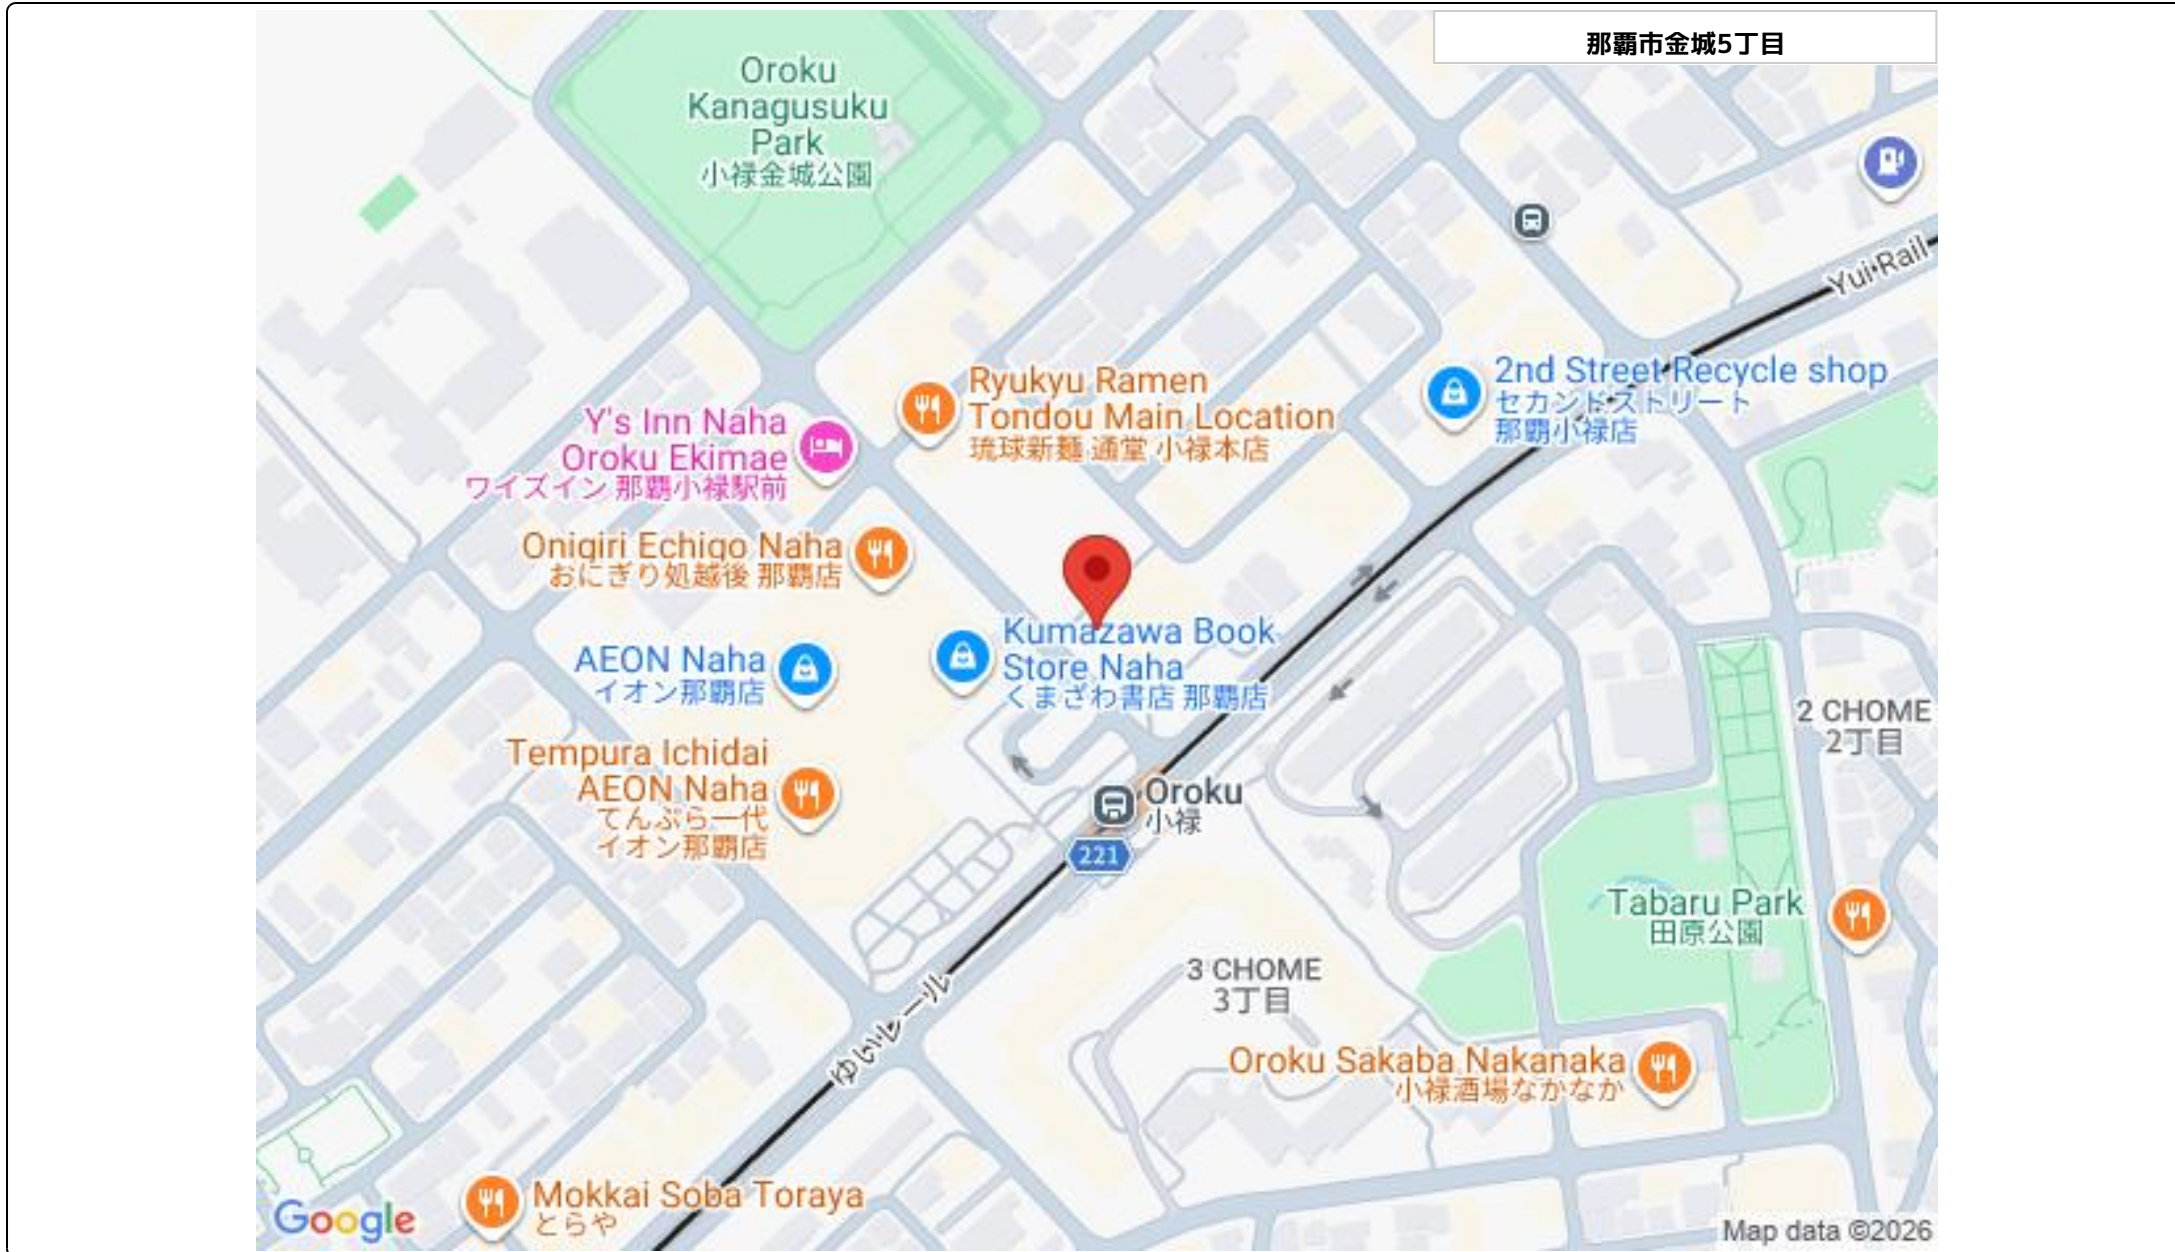 那覇市金城5丁目
Oroku
Kanagusuku
Park
小禄金城公園
Yui Rail
Ryukyu Ramen
Tondou Main Location
琉球新麺 通堂 小禄本店
2nd Street Recycle shop
セカンドストリート
那覇小禄店
Y's Inn Naha
Oroku Ekimae
ワイズイン 那覇小禄駅前
Onigiri Echigo Naha
おにぎり処越後 那覇店
Kumazawa Book
Store Naha
くまざわ書店 那覇店
AEON Naha
イオン那覇店
2 CHOME
2丁目
Tempura Ichidai
AEON Naha
てんぷら一代
イオン那覇店
Oroku
小禄
221
Tabaru Park
田原公園
3 CHOME
3丁目
ゆいレール
Oroku Sakaba Nakanaka
小禄酒場なかなか
Mokkai Soba Toraya
とらや
Google
Map data ©2026